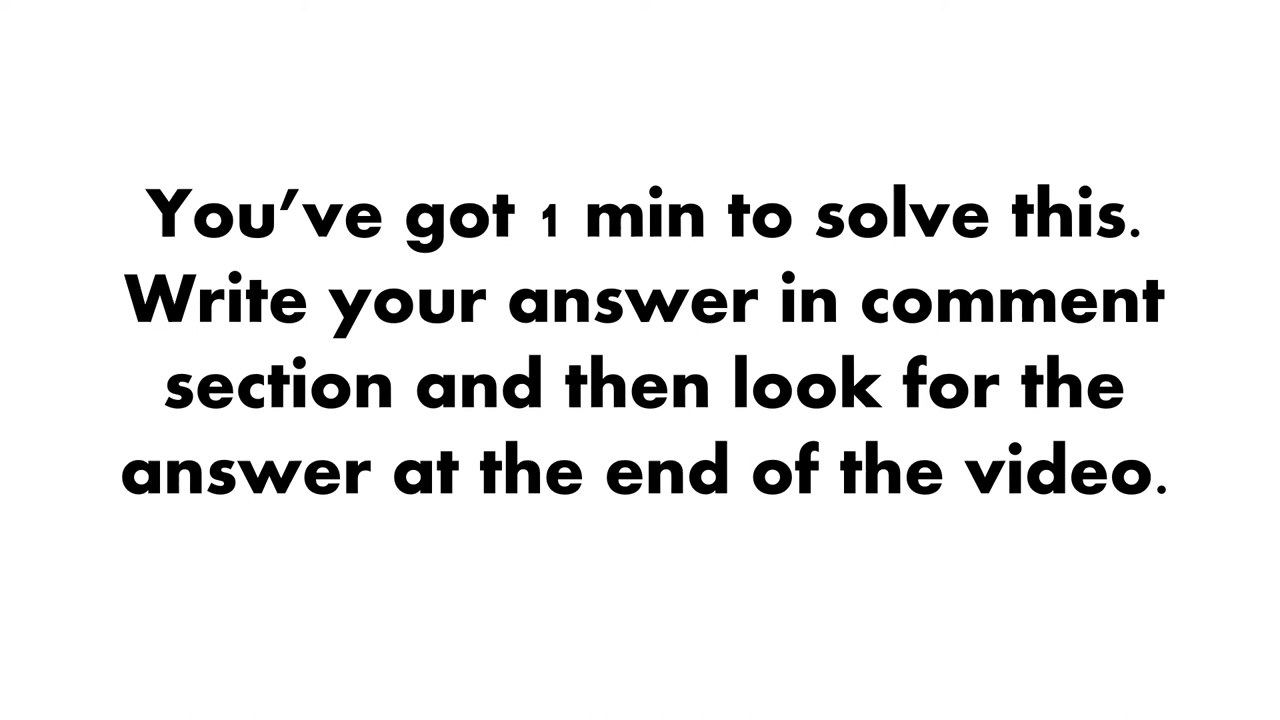 You’ve got 1 min to solve this.
Write your answer in comment
section and then look for the
answer at the end of the video.